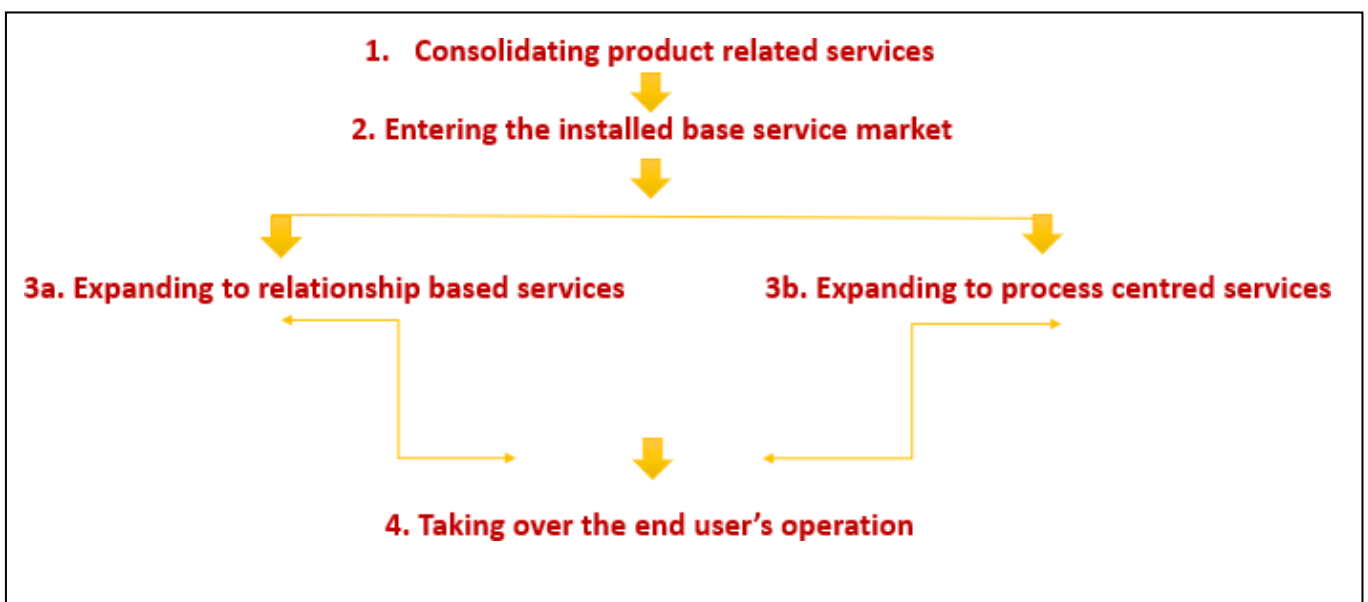 1. Consolidating product related services
2. Entering the installed base service market
3a. Expanding to relationship based services
3b. Expanding to process centred services
4. Taking over the end user’s operation